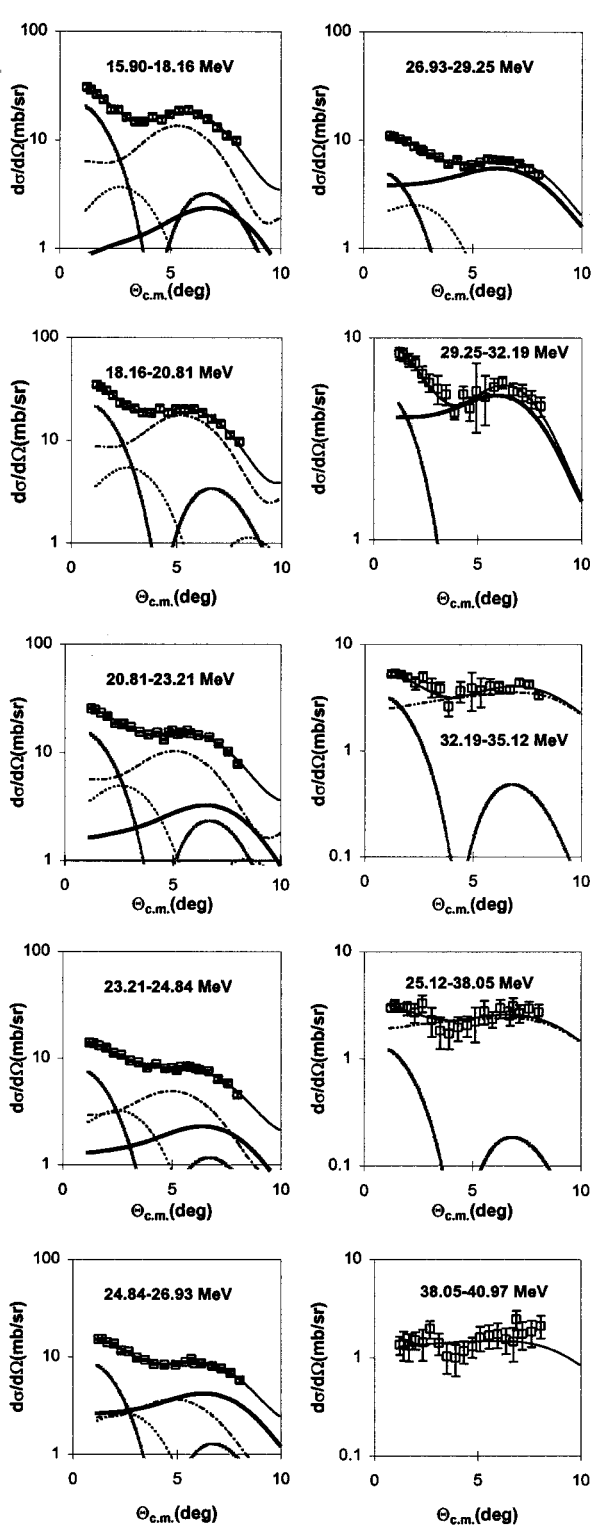 100
15.90-18.16 MeV
10
dσ/dΩ(mb/sr)
1
0
5
10
Θc.m.(deg)
100
26.93-29.25 MeV
10
dσ/dΩ(mb/sr)
1
0
5
10
Θc.m.(deg)
100
18.16-20.81 MeV
10
dσ/dΩ(mb/sr)
1
0
5
10
Θc.m.(deg)
10
29.25-32.19 MeV
dσ/dΩ(mb/sr)
1
0
5
10
Θc.m.(deg)
100
20.81-23.21 MeV
10
dσ/dΩ(mb/sr)
1
0
5
10
Θc.m.(deg)
10
1
32.19-35.12 MeV
dσ/dΩ(mb/sr)
0.1
0
5
10
Θc.m.(deg)
100
23.21-24.84 MeV
10
dσ/dΩ(mb/sr)
1
0
5
10
Θc.m.(deg)
10
25.12-38.05 MeV
1
dσ/dΩ(mb/sr)
0.1
0
5
10
Θc.m.(deg)
100
24.84-26.93 MeV
10
dσ/dΩ(mb/sr)
1
0
5
10
Θc.m.(deg)
10
38.05-40.97 MeV
1
dσ/dΩ(mb/sr)
0.1
0
5
10
Θc.m.(deg)